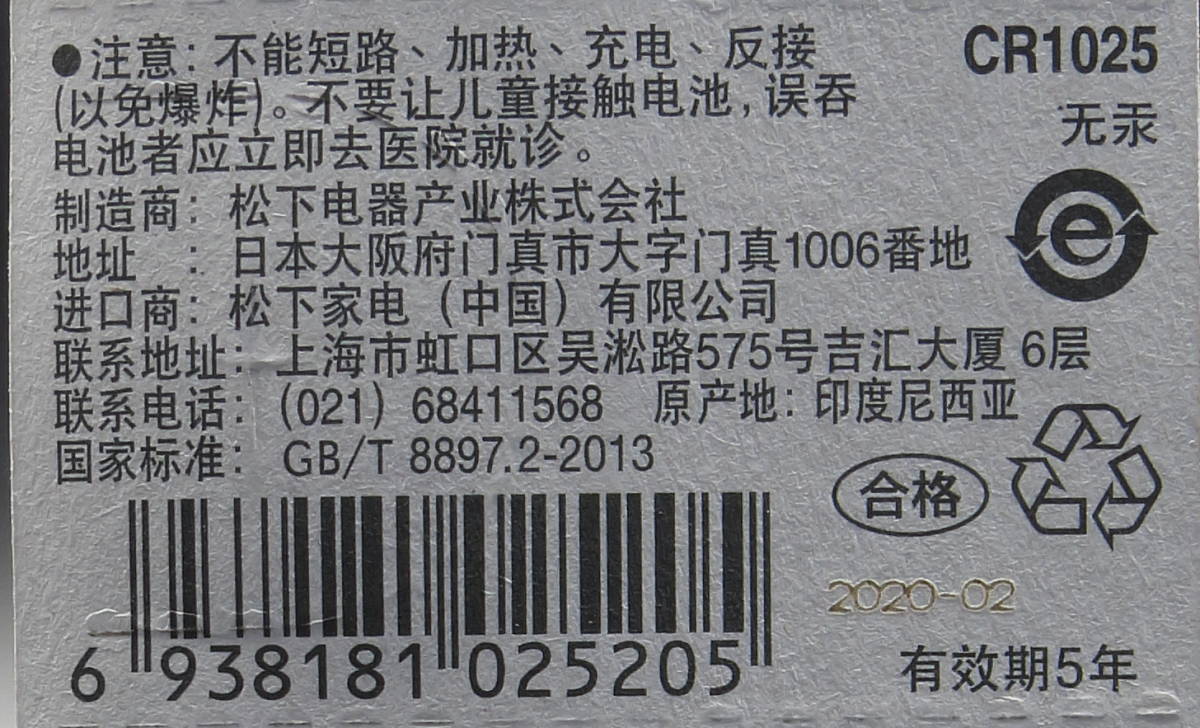 ●注意：不能短路、加热、充电、反接
(以免爆炸)。不要让儿童接触电池，误吞
电池者应立即去医院就诊。
制造商：松下电器产业株式会社
地址　：日本大阪府门真市大字门真1006番地
进口商：松下家电（中国）有限公司
联系地址：上海市虹口区吴淞路575号吉汇大厦 6层
联系电话：(021) 68411568　原产地：印度尼西亚
国家标准：GB/T 8897.2-2013
CR1025
无汞
e
合格
2020-02
有效期5年
6 938181 025205